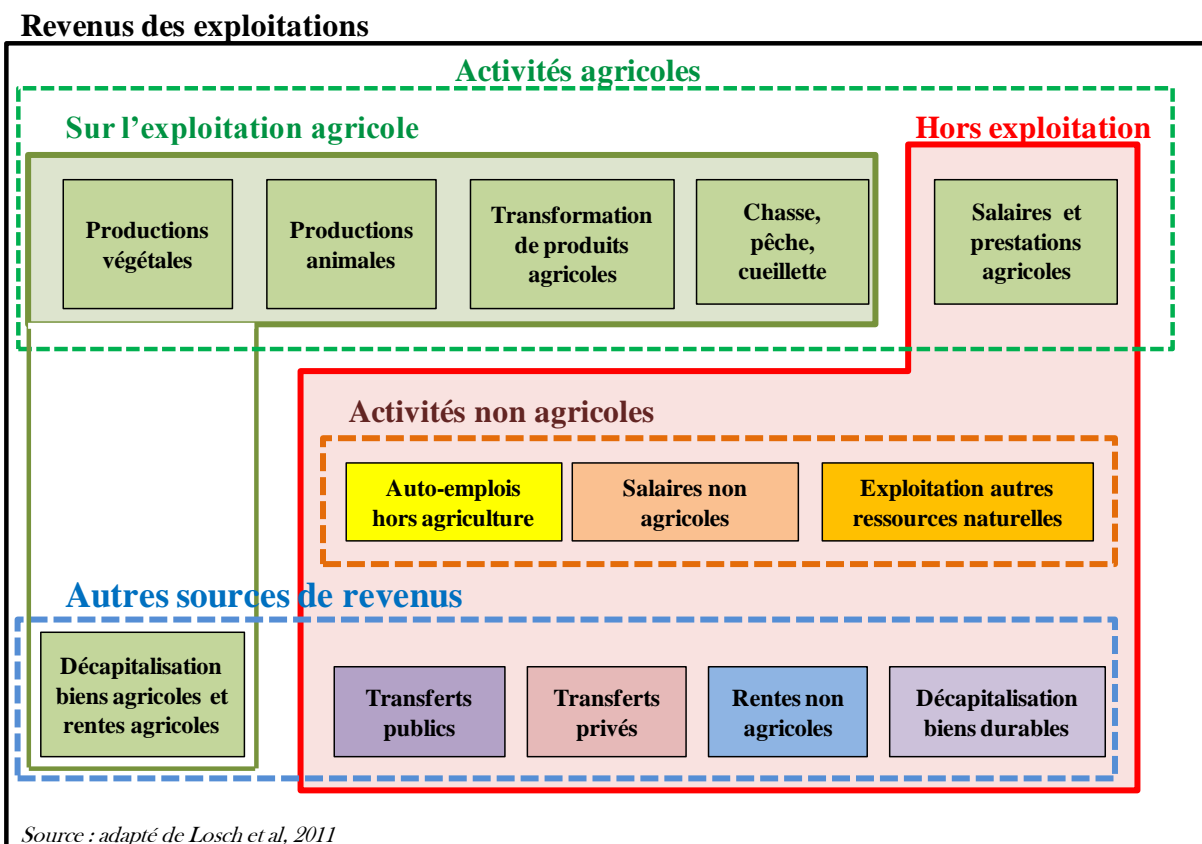 Revenus des exploitations
Activités agricoles
Sur l'exploitation agricole
Hors exploitation
Productions
végétales
Productions
animales
Transformation
de produits
agricoles
Chasse,
pêche,
cueillette
Salaires et
prestations
agricoles
Activités non agricoles
Auto-emplois
hors agriculture
Salaires non
agricoles
Exploitation autres
ressources naturelles
Autres sources de revenus
Décapitalisation
biens agricoles et
rentes agricoles
Transferts
publics
Transferts
privés
Rentes non
agricoles
Décapitalisation
biens durables
Source : adapté de Losch et al, 2011